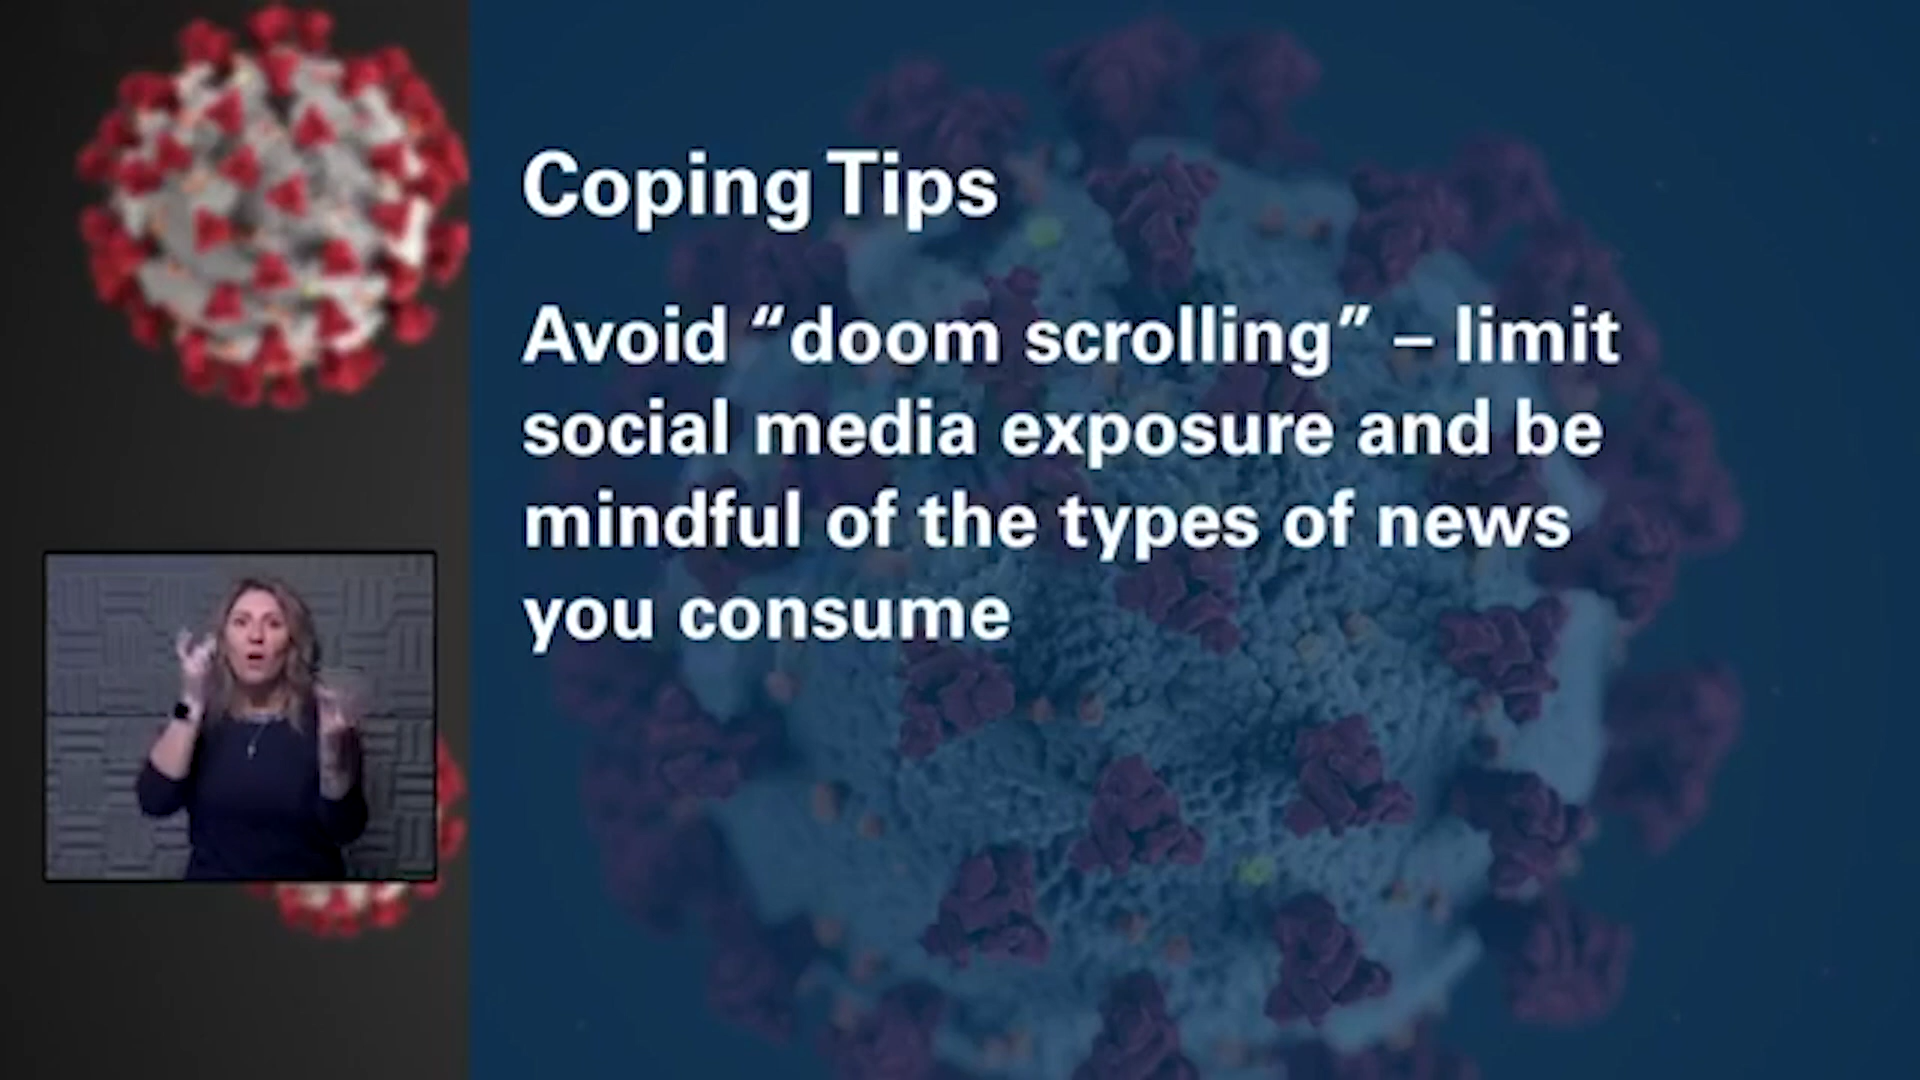 Coping Tips
Avoid “doom scrolling” – limit
social media exposure and be
mindful of the types of news
you consume